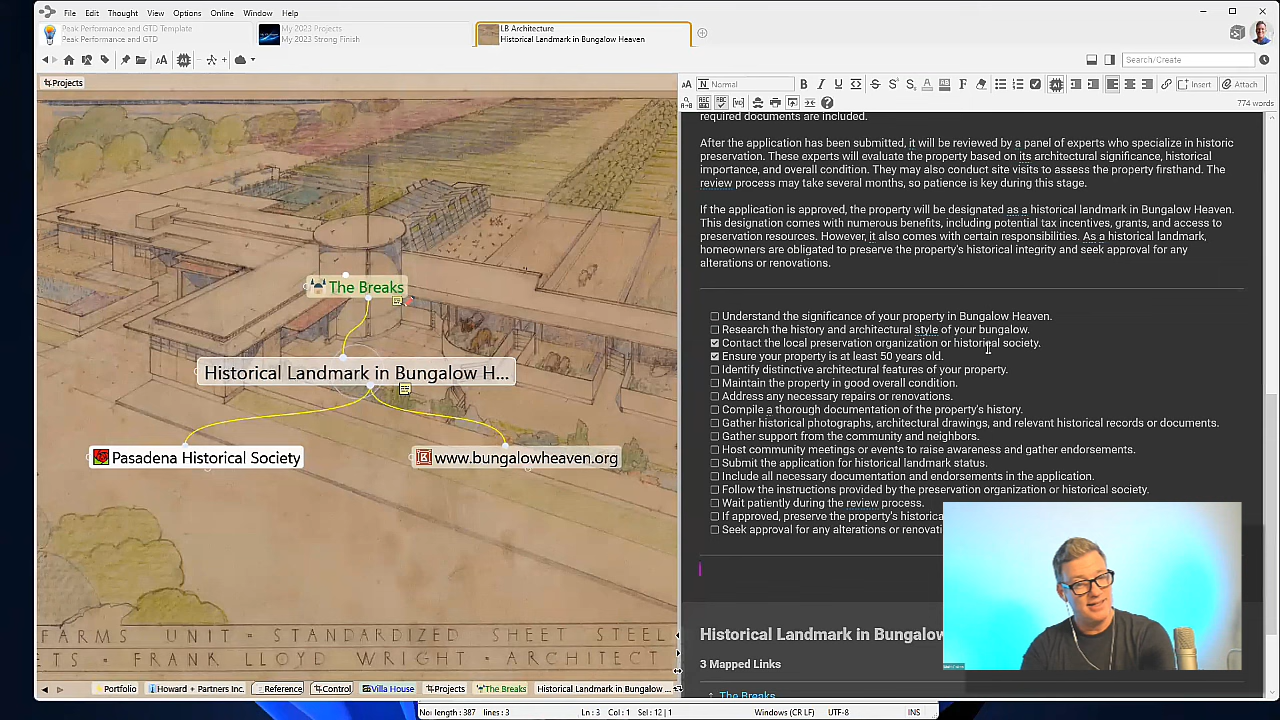 File Edit Thought View Options Online Window Help
Peak Performance and GTD Template
Peak Performance and GTD
My 2023 Projects
My 2023 Strong Finish
LB Architecture
Historical Landmark in Bungalow Heaven
Search/Create
Projects
Normal
Insert
Attach
774 words
required documents are included.
After the application has been submitted, it will be reviewed by a panel of experts who specialize in historic
preservation. These experts will evaluate the property based on its architectural significance, historical
importance, and overall condition. They may also conduct site visits to assess the property firsthand. The
review process may take several months, so patience is key during this stage.
If the application is approved, the property will be designated as a historical landmark in Bungalow Heaven.
This designation comes with numerous benefits, including potential tax incentives, grants, and access to
preservation resources. However, it also comes with certain responsibilities. As a historical landmark,
homeowners are obligated to preserve the property's historical integrity and seek approval for any
alterations or renovations.
Understand the significance of your property in Bungalow Heaven.
Research the history and architectural style of your bungalow.
Contact the local preservation organization or historical society.
Ensure your property is at least 50 years old.
Identify distinctive architectural features of your property.
Maintain the property in good overall condition.
Address any necessary repairs or renovations.
Compile a thorough documentation of the property's history.
Gather historical photographs, architectural drawings, and relevant historical records or documents.
Gather support from the community and neighbors.
Host community meetings or events to raise awareness and gather endorsements.
Submit the application for historical landmark status.
Include all necessary documentation and endorsements in the application.
Follow the instructions provided by the preservation organization or historical society.
Wait patiently during the review process.
If approved, preserve the property's historica
Seek approval for any alterations or renovati
Historical Landmark in Bungalow
3 Mapped Links
The Breaks
The Breaks
Historical Landmark in Bungalow H...
Pasadena Historical Society
www.bungalowheaven.org
FARMS UNIT - STANDARDIZED SHEET STEEL
ETS - FRANK LLOYD WRIGHT - ARCHITECT
Portfolio Howard + Partners Inc. Reference Control Villa House Projects The Breaks Historical Landmark in Bungalow ...
length : 387 lines : 3 Ln : 3 Col : 1 Sel : 12 | 1 Windows (CR LF) UTF-8 INS